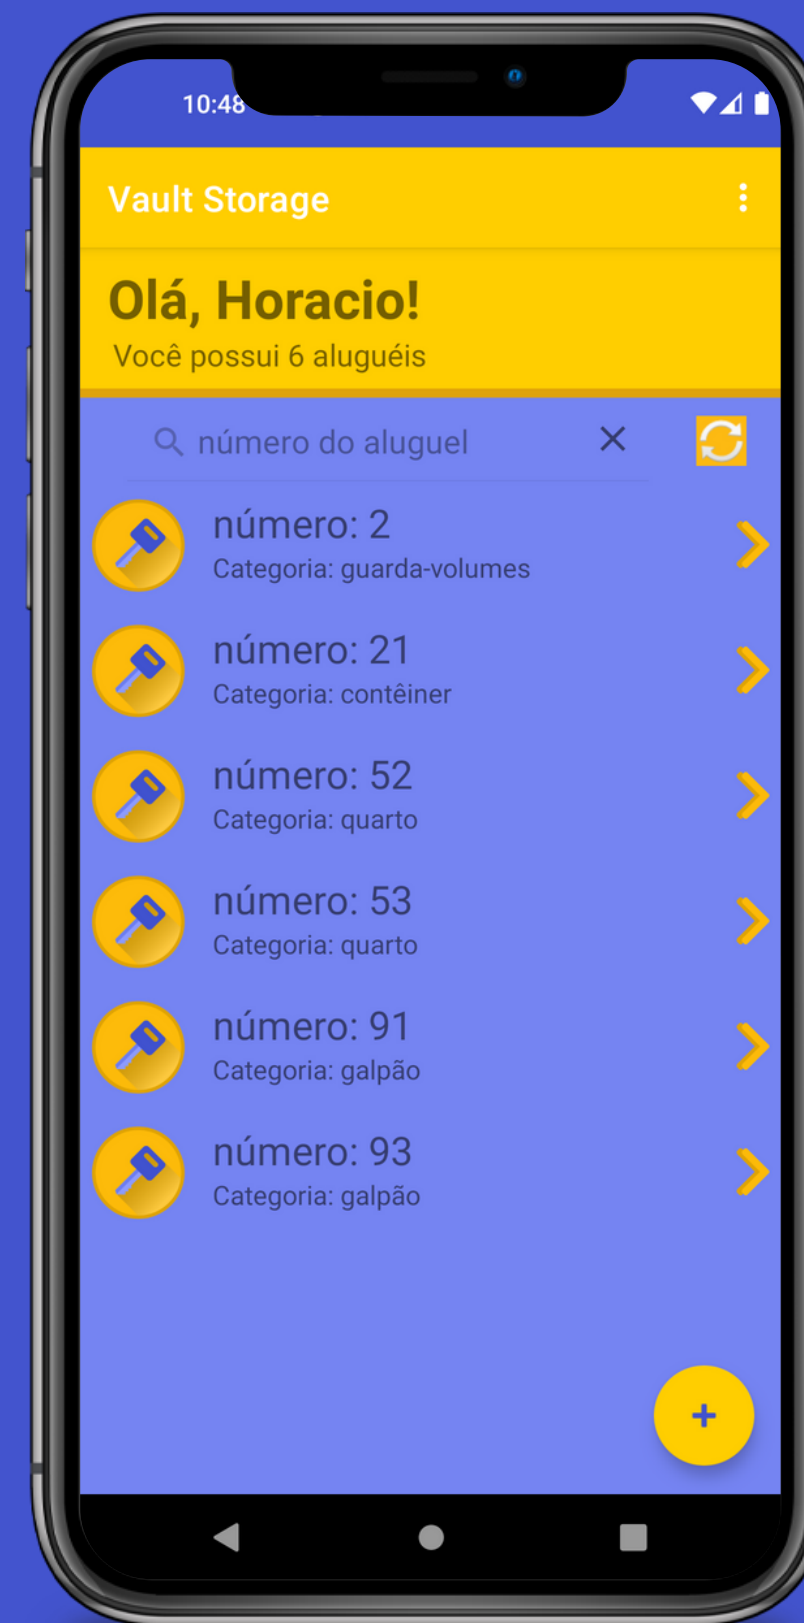 10:48
Vault Storage
Olá, Horacio!
Você possui 6 aluguéis
número do aluguel
número: 2
Categoria: guarda-volumes
número: 21
Categoria: contêiner
número: 52
Categoria: quarto
número: 53
Categoria: quarto
número: 91
Categoria: galpão
número: 93
Categoria: galpão
+